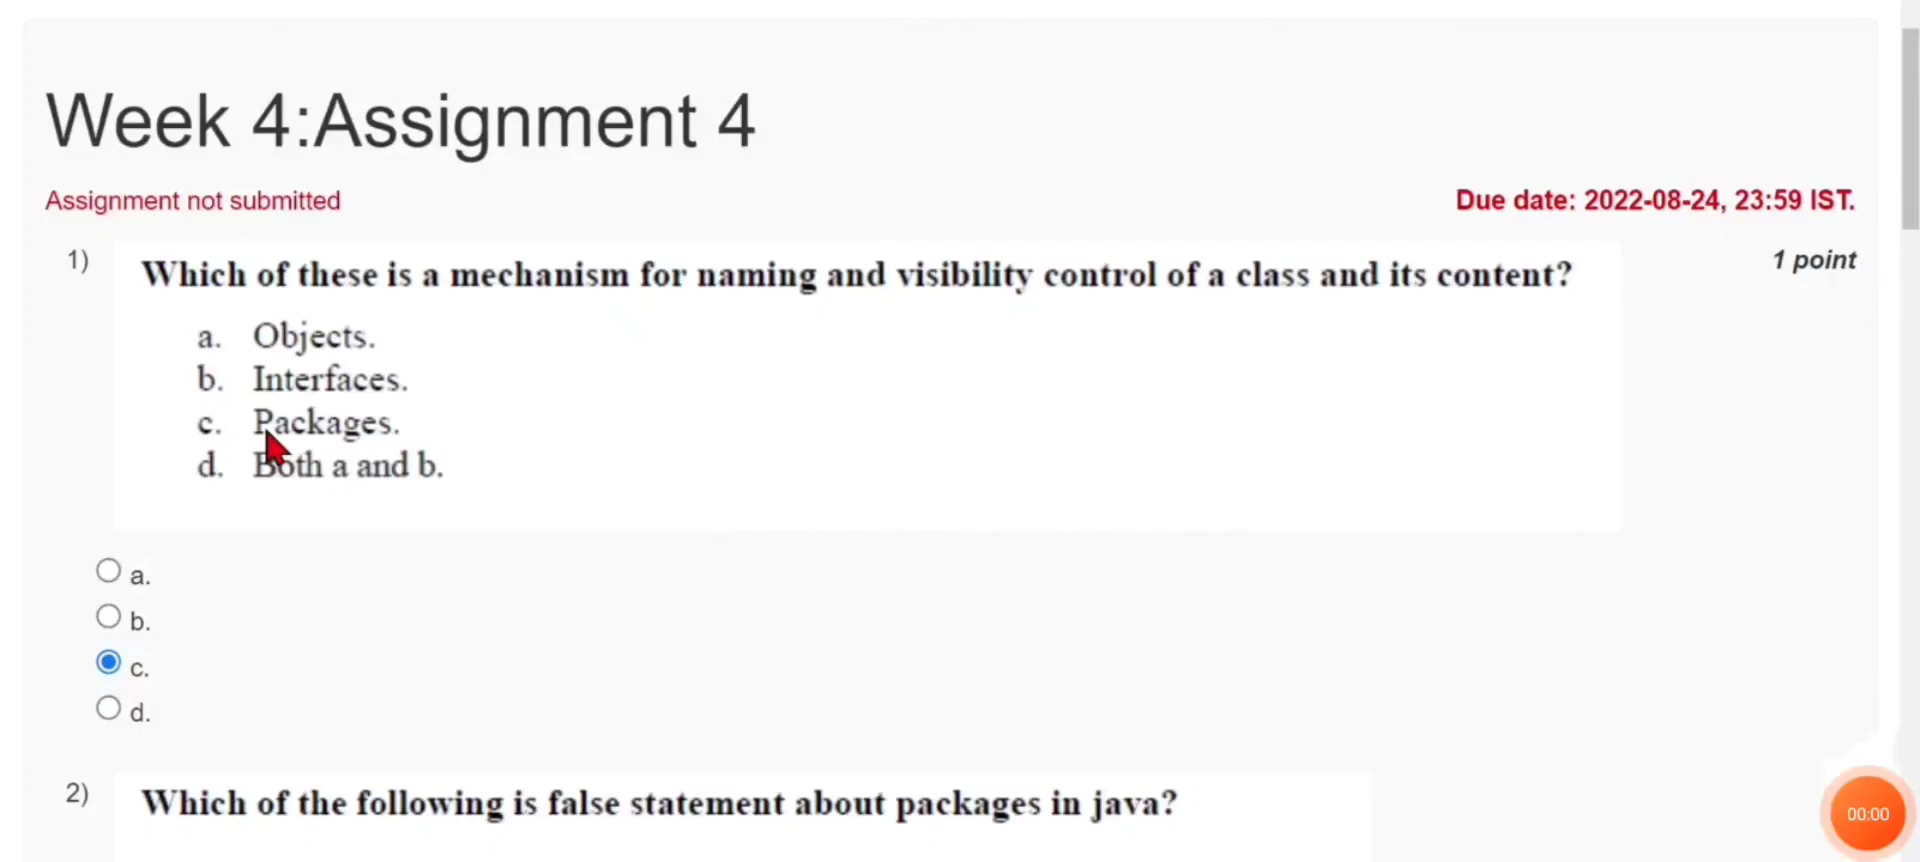 Week 4:Assignment 4
Assignment not submitted
Due date: 2022-08-24, 23:59 IST.
1)
Which of these is a mechanism for naming and visibility control of a class and its content?
1 point
a. Objects.
b. Interfaces.
c. Packages.
d. Both a and b.
a.
b.
c.
d.
2)
Which of the following is false statement about packages in java?
00:00